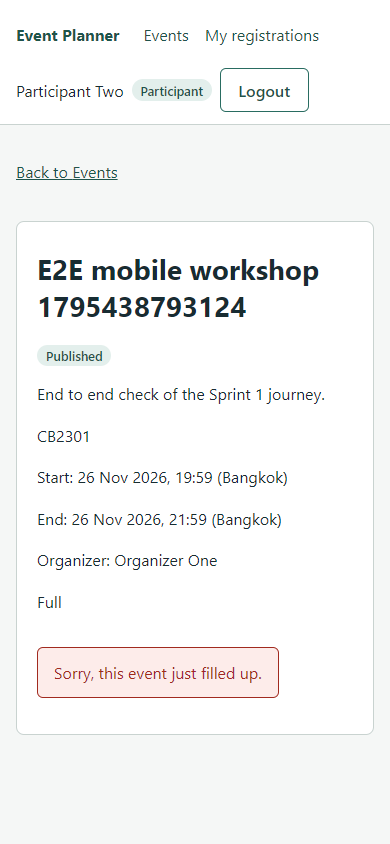 Event Planner Events My registrations
Participant Two Participant Logout
Back to Events
E2E mobile workshop
1795438793124
Published
End to end check of the Sprint 1 journey.
CB2301
Start: 26 Nov 2026, 19:59 (Bangkok)
End: 26 Nov 2026, 21:59 (Bangkok)
Organizer: Organizer One
Full
Sorry, this event just filled up.